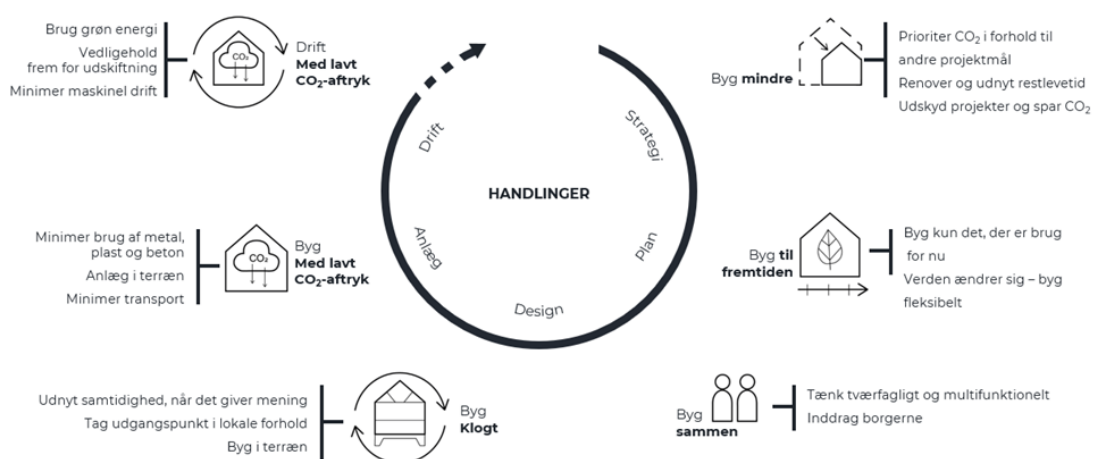 Brug grøn energi
Vedligehold
frem for udskiftning
Minimer maskinel drift
CO₂
Drift
Med lavt
CO₂-aftryk
Byg mindre
Prioriter CO₂ i forhold til
andre projektmål
Renover og udnyt restlevetid
Udskyd projekter og spar CO₂
HANDLINGER
Strategi
Plan
Design
Anlæg
Drift
Minimer brug af metal,
plast og beton
Anlæg i terræn
Minimer transport
CO₂
Byg
Med lavt
CO₂-aftryk
Byg til
fremtiden
Byg kun det, der er brug
for nu
Verden ændrer sig – byg
fleksibelt
Udnyt samtidighed, når det giver mening
Tag udgangspunkt i lokale forhold
Byg i terræn
Byg
Klogt
Byg
sammen
Tænk tværfagligt og multifunktionelt
Inddrag borgerne